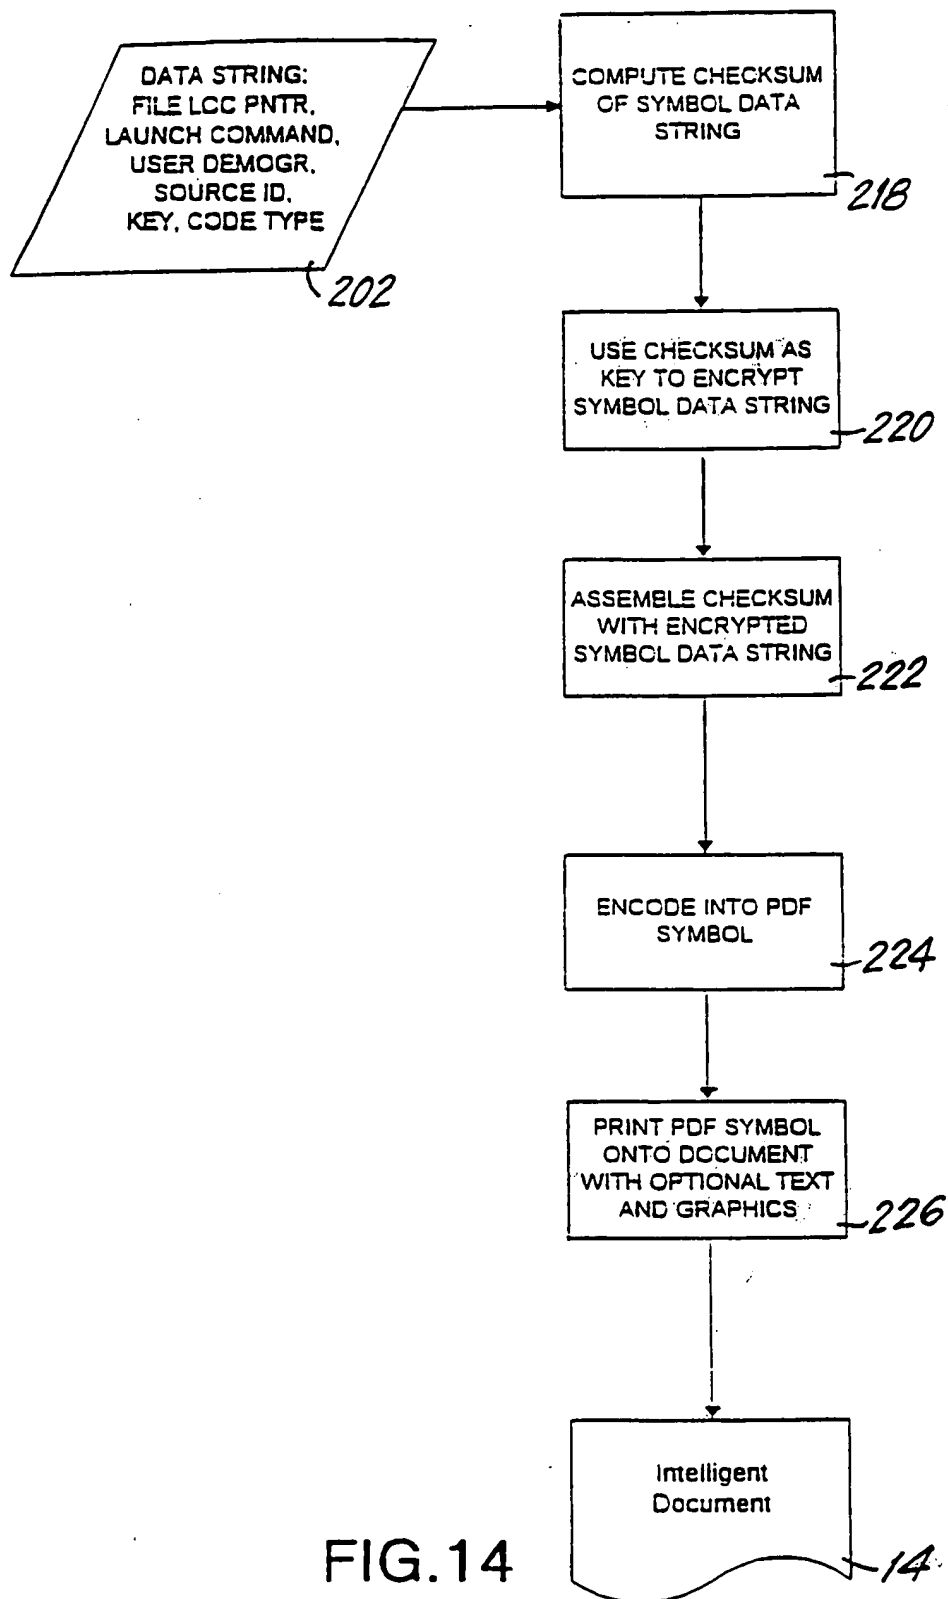 DATA STRING:
FILE LOC PNTR,
LAUNCH COMMAND,
USER DEMOGR,
SOURCE ID,
KEY, CODE TYPE
202
COMPUTE CHECKSUM
OF SYMBOL DATA
STRING
218
USE CHECKSUM AS
KEY TO ENCRYPT
SYMBOL DATA STRING
220
ASSEMBLE CHECKSUM
WITH ENCRYPTED
SYMBOL DATA STRING
222
ENCODE INTO PDF
SYMBOL
224
PRINT PDF SYMBOL
ONTO DOCUMENT
WITH OPTIONAL TEXT
AND GRAPHICS
226
Intelligent
Document
14
FIG.14